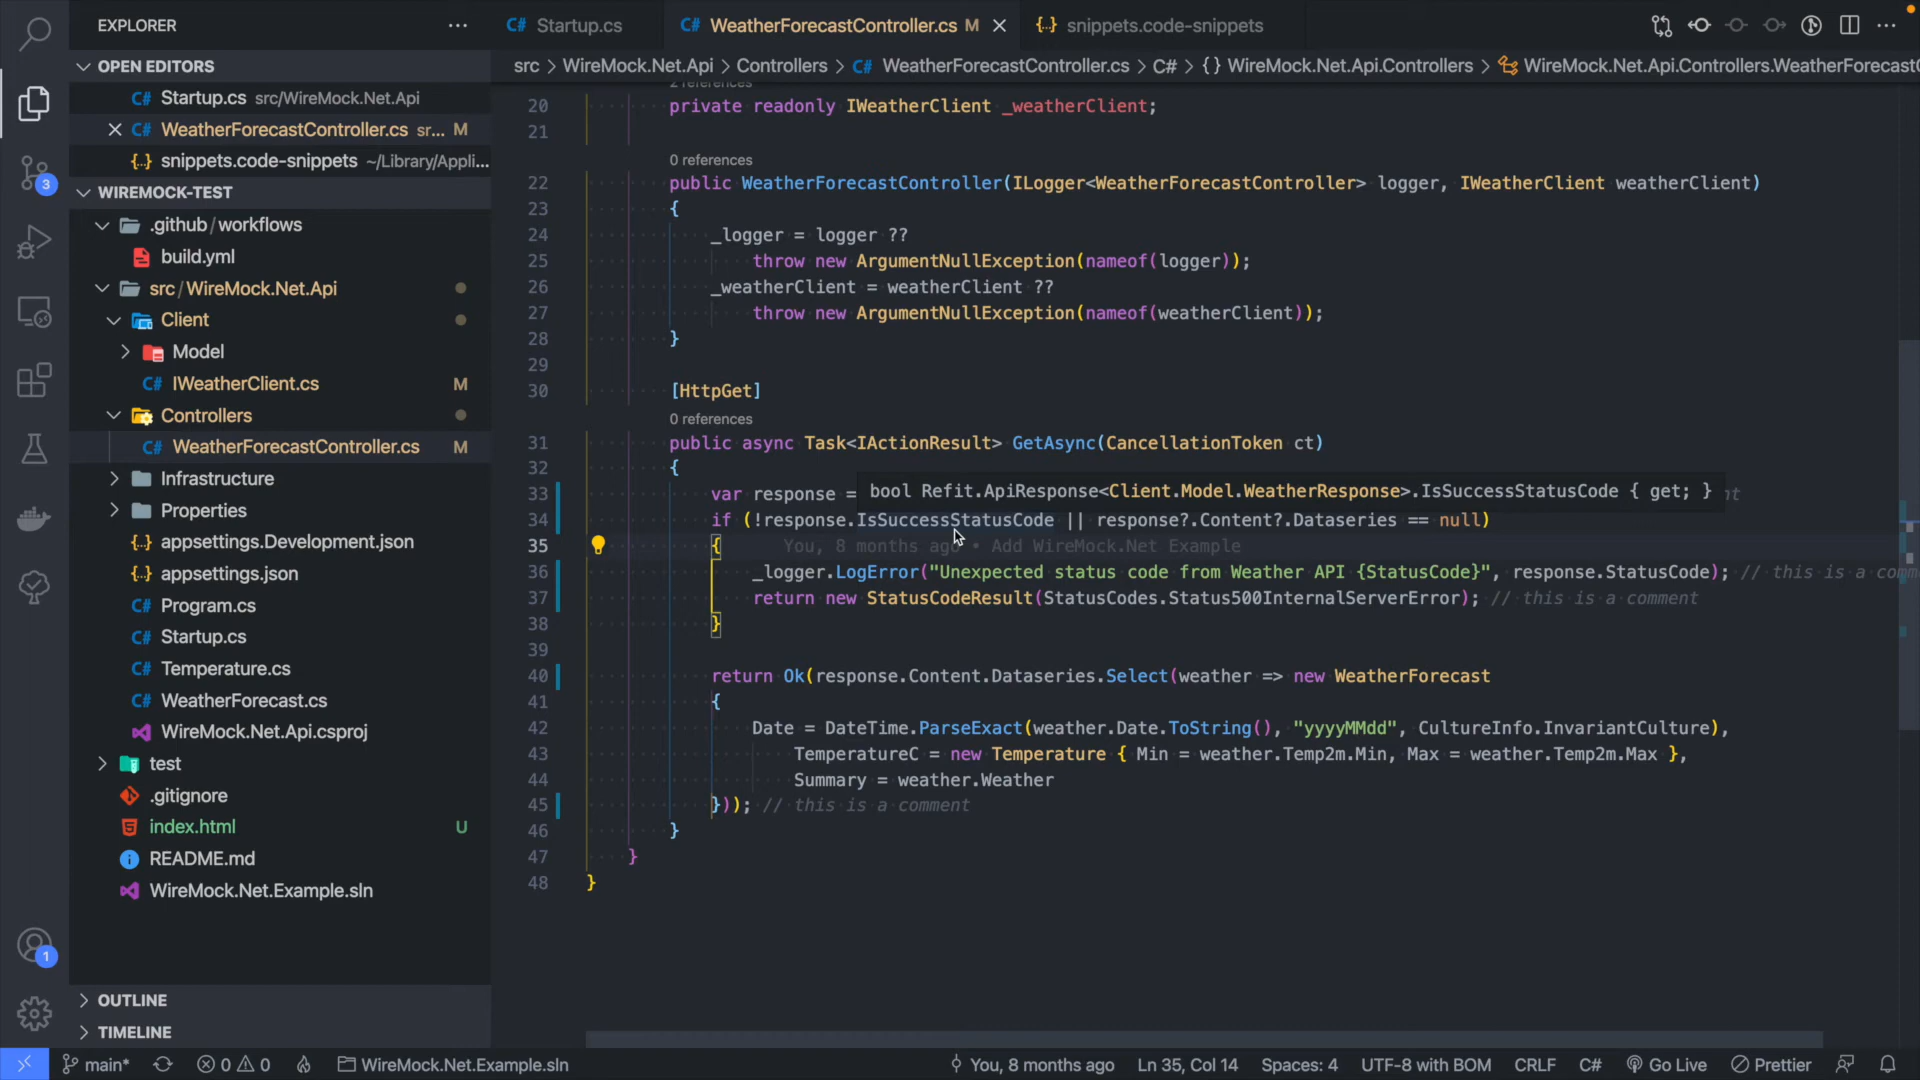 EXPLORER
OPEN EDITORS
Startup.cs src/WireMock.Net.Api
WeatherForecastController.cs sr... M
snippets.code-snippets ~/Library/Appli...
WIREMOCK-TEST
.github/workflows
build.yml
src/WireMock.Net.Api
Client
Model
IWeatherClient.cs M
Controllers
WeatherForecastController.cs M
Infrastructure
Properties
appsettings.Development.json
appsettings.json
Program.cs
Startup.cs
Temperature.cs
WeatherForecast.cs
WireMock.Net.Api.csproj
test
.gitignore
index.html U
README.md
WireMock.Net.Example.sln
OUTLINE
TIMELINE
3
1
Startup.cs
WeatherForecastController.cs M
snippets.code-snippets
src > WireMock.Net.Api > Controllers > C# WeatherForecastController.cs > C# > {} WireMock.Net.Api.Controllers > WireMock.Net.Api.Controllers.WeatherForecastC
2 references
20 private readonly IWeatherClient _weatherClient;
21
0 references
22 public WeatherForecastController(ILogger<WeatherForecastController> logger, IWeatherClient weatherClient)
23 {
24 _logger = logger ??
25 throw new ArgumentNullException(nameof(logger));
26 _weatherClient = weatherClient ??
27 throw new ArgumentNullException(nameof(weatherClient));
28 }
29
30 [HttpGet]
0 references
31 public async Task<IActionResult> GetAsync(CancellationToken ct)
32 {
33 var response =
bool Refit.ApiResponse<Client.Model.WeatherResponse>.IsSuccessStatusCode { get; }
34 if (!response.IsSuccessStatusCode || response?.Content?.Dataseries == null)
35 { You, 8 months ago • Add WireMock.Net Example
36 _logger.LogError("Unexpected status code from Weather API {StatusCode}", response.StatusCode); // this is a comm
37 return new StatusCodeResult(StatusCodes.Status500InternalServerError); // this is a comment
38 }
39
40 return Ok(response.Content.Dataseries.Select(weather => new WeatherForecast
41 {
42 Date = DateTime.ParseExact(weather.Date.ToString(), "yyyyMMdd", CultureInfo.InvariantCulture),
43 TemperatureC = new Temperature { Min = weather.Temp2m.Min, Max = weather.Temp2m.Max },
44 Summary = weather.Weather
45 })); // this is a comment
46 }
47 }
48 }
main* 0 0 WireMock.Net.Example.sln You, 8 months ago Ln 35, Col 14 Spaces: 4 UTF-8 with BOM CRLF C# Go Live Prettier